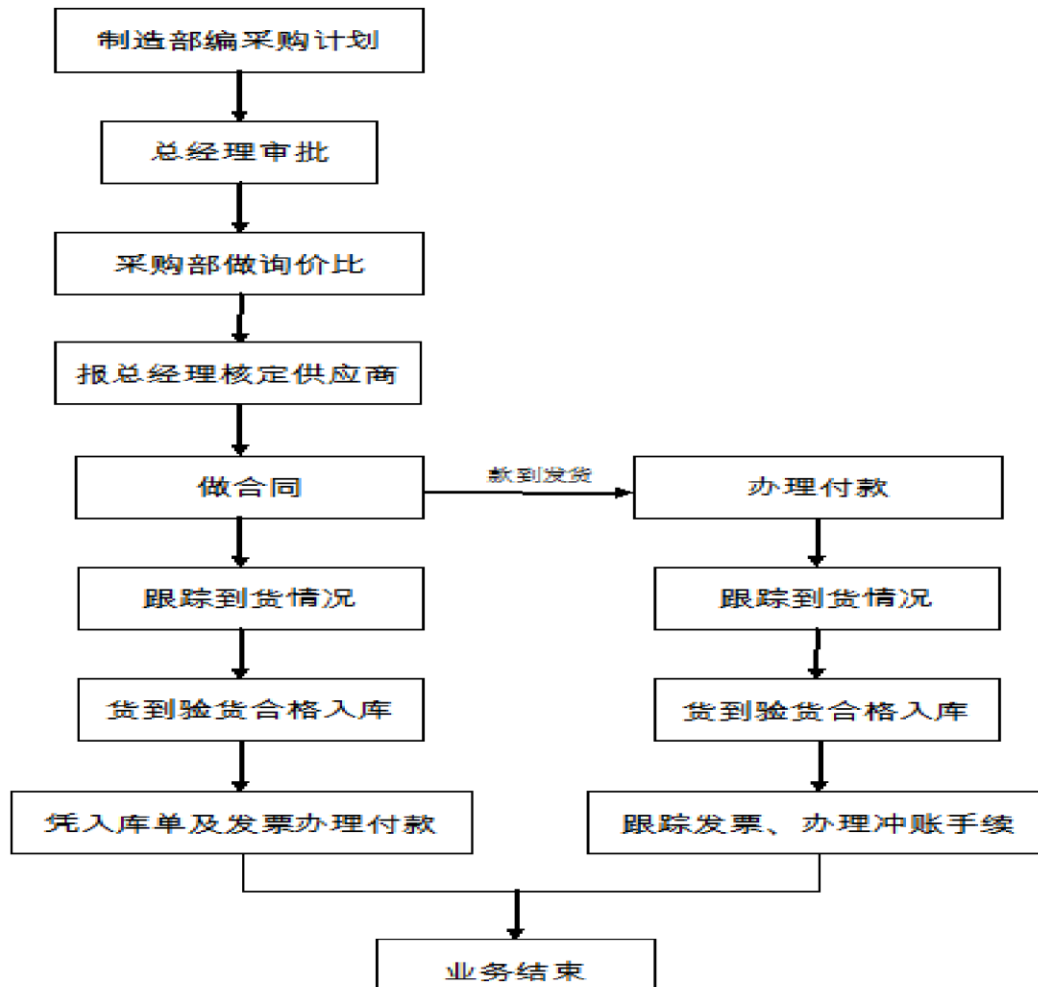 制造部编采购计划
总经理审批
采购部做询价比
报总经理核定供应商
做合同
款到发货
办理付款
跟踪到货情况
跟踪到货情况
货到验货合格入库
货到验货合格入库
凭入库单及发票办理付款
跟踪发票、办理冲账手续
业务结束